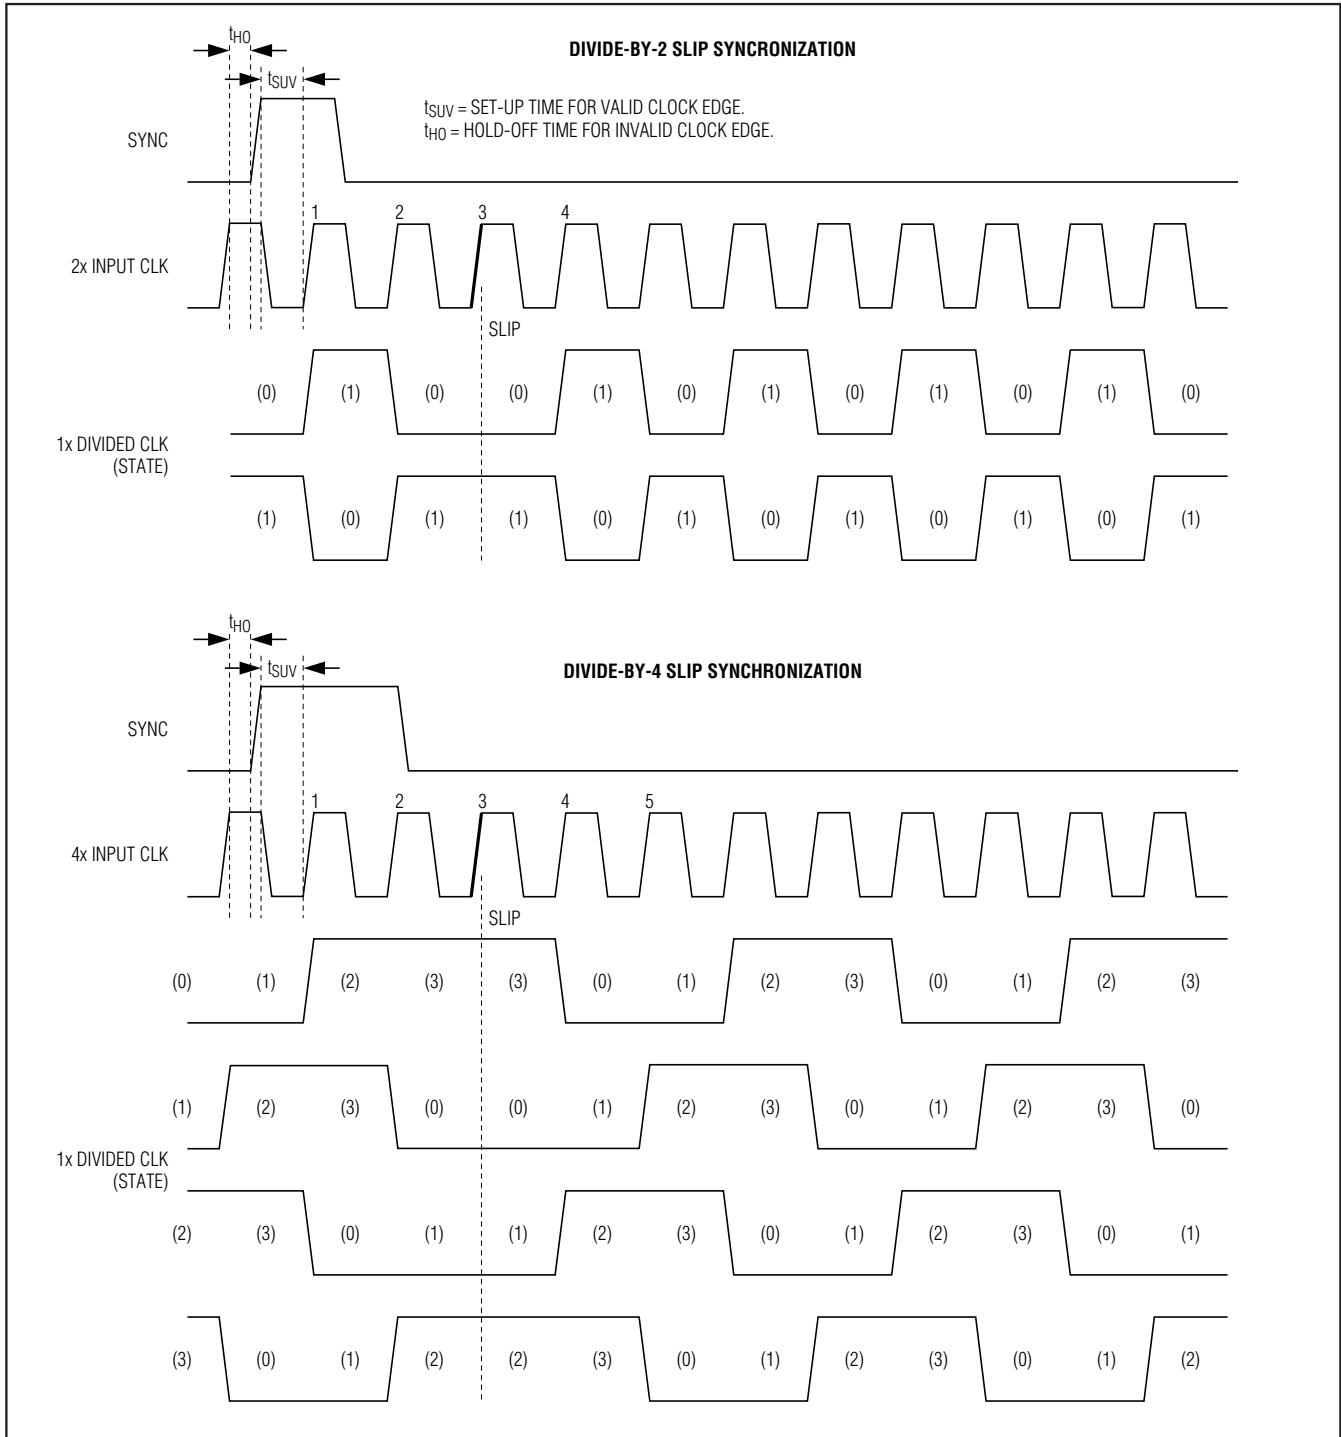 tHO
DIVIDE-BY-2 SLIP SYNCRONIZATION
tSUV
tSUV = SET-UP TIME FOR VALID CLOCK EDGE.
tHO = HOLD-OFF TIME FOR INVALID CLOCK EDGE.
SYNC
1 2 3 4
2x INPUT CLK
SLIP
(0) (1) (0) (0) (1) (0) (1) (0) (1) (0) (1) (0)
1x DIVIDED CLK
(STATE)
(1) (0) (1) (1) (0) (1) (0) (1) (0) (1) (0) (1)
tHO
DIVIDE-BY-4 SLIP SYNCHRONIZATION
tSUV
SYNC
1 2 3 4 5
4x INPUT CLK
SLIP
(0) (1) (2) (3) (3) (0) (1) (2) (3) (0) (1) (2) (3)
(1) (2) (3) (0) (0) (1) (2) (3) (0) (1) (2) (3) (0)
1x DIVIDED CLK
(STATE)
(2) (3) (0) (1) (1) (2) (3) (0) (1) (2) (3) (0) (1)
(3) (0) (1) (2) (2) (3) (0) (1) (2) (3) (0) (1) (2)